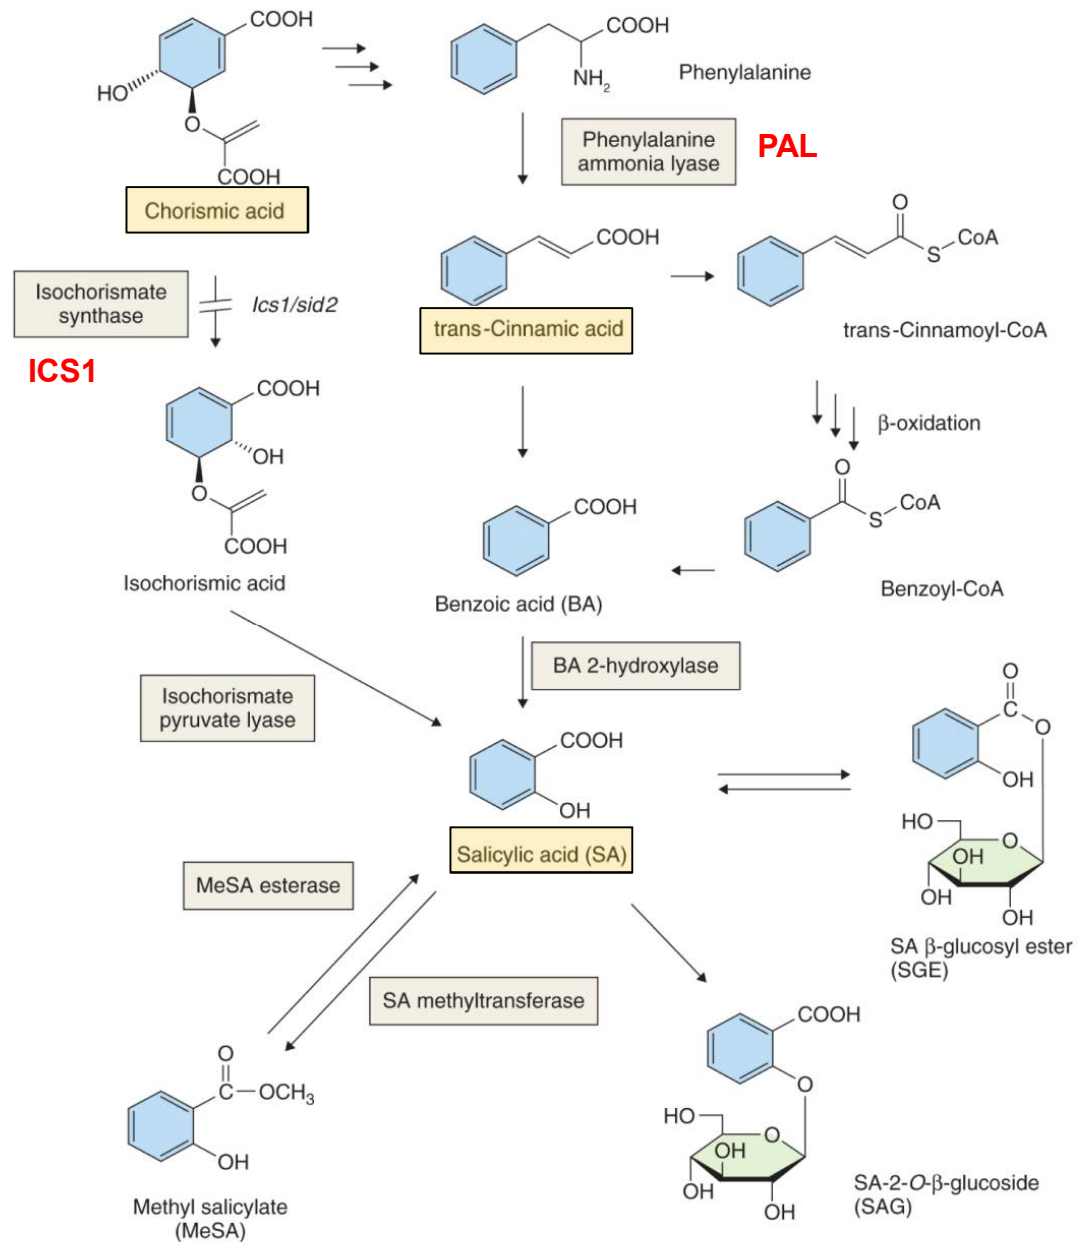 COOH
HO
O
COOH
Chorismic acid
COOH
NH2
Phenylalanine
Phenylalanine
ammonia lyase
PAL
Isochorismate
synthase
Ics1/sid2
ICS1
COOH
trans-Cinnamic acid
O
S
CoA
trans-Cinnamoyl-CoA
β-oxidation
COOH
OH
O
COOH
Isochorismic acid
COOH
Benzoic acid (BA)
O
S
CoA
Benzoyl-CoA
BA 2-hydroxylase
Isochorismate
pyruvate lyase
COOH
OH
Salicylic acid (SA)
O
C
O
OH
HO
O
OH
OH
OH
SA β-glucosyl ester
(SGE)
MeSA esterase
SA methyltransferase
O
C
OCH3
OH
Methyl salicylate
(MeSA)
COOH
O
HO
O
OH
OH
OH
SA-2-O-β-glucoside
(SAG)